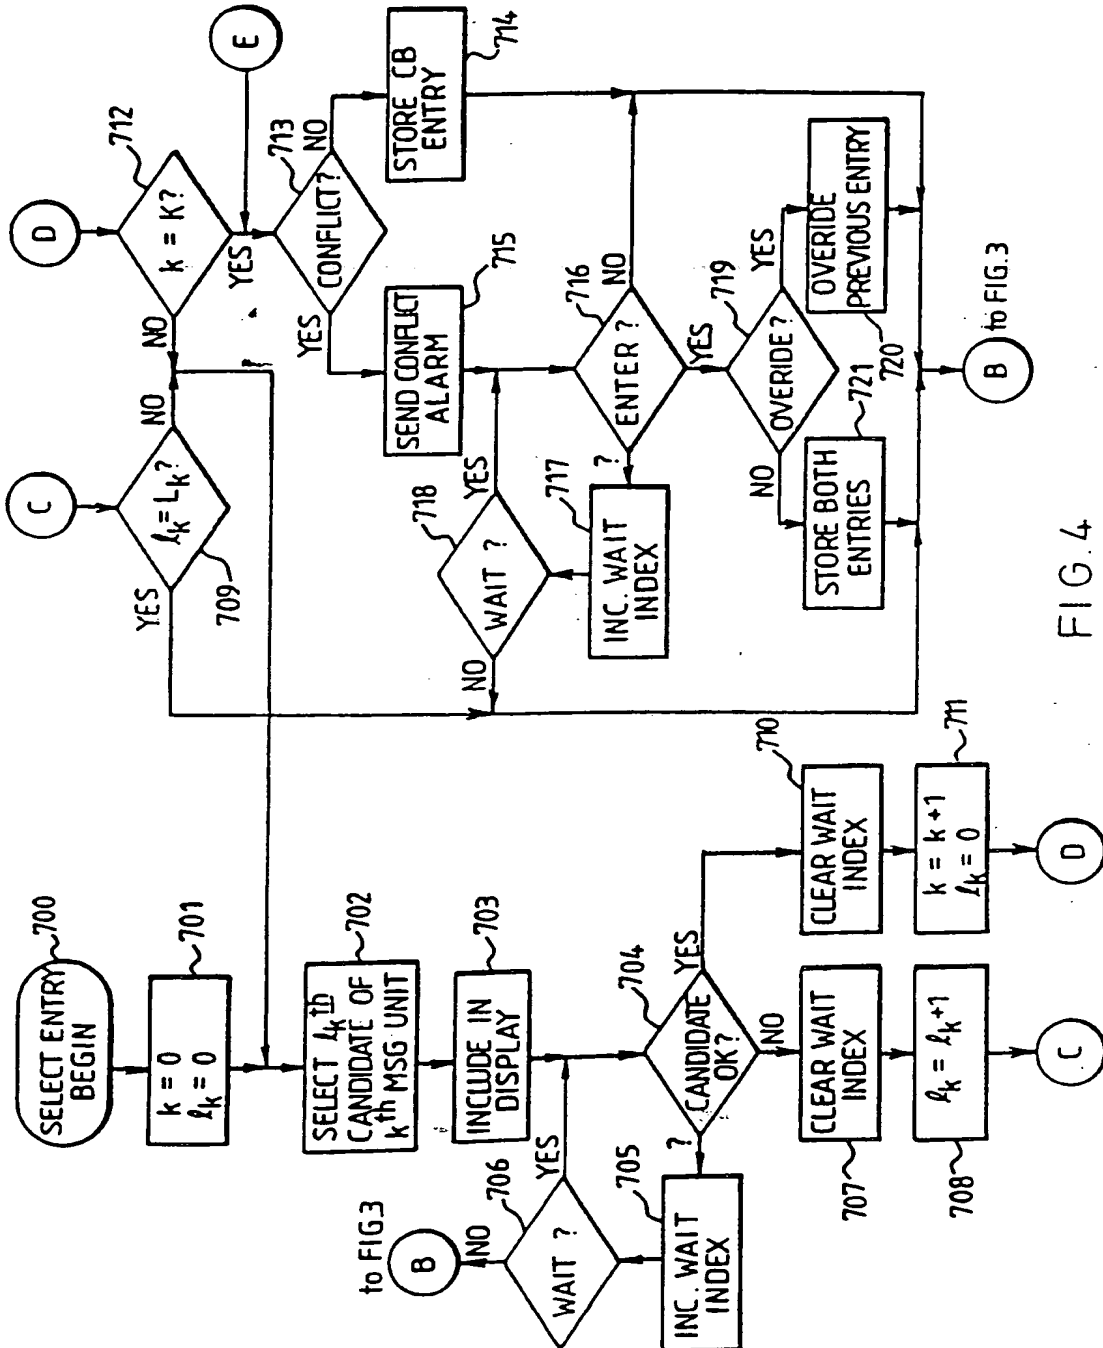 SELECT ENTRY
BEGIN
700
k = 0
ℓk = 0
701
SELECT ℓk th
CANDIDATE OF
k th MSG UNIT
702
INCLUDE IN
DISPLAY
703
CANDIDATE
OK?
704
YES
NO
?
INC. WAIT
INDEX
705
WAIT ?
706
YES
NO
B
to FIG.3
CLEAR WAIT
INDEX
707
ℓk = ℓk+1
708
C
CLEAR WAIT
INDEX
710
k = k+1
ℓk = 0
711
D
C
ℓk = Lk?
709
YES
NO
D
k = K?
712
NO
YES
E
CONFLICT?
713
NO
YES
STORE CB
ENTRY
714
SEND CONFLICT
ALARM
715
ENTER ?
716
NO
YES
?
INC. WAIT
INDEX
717
WAIT ?
718
YES
NO
OVERRIDE ?
719
YES
NO
OVERRIDE
PREVIOUS ENTRY
720
STORE BOTH
ENTRIES
721
B
to FIG.3
FIG. 4